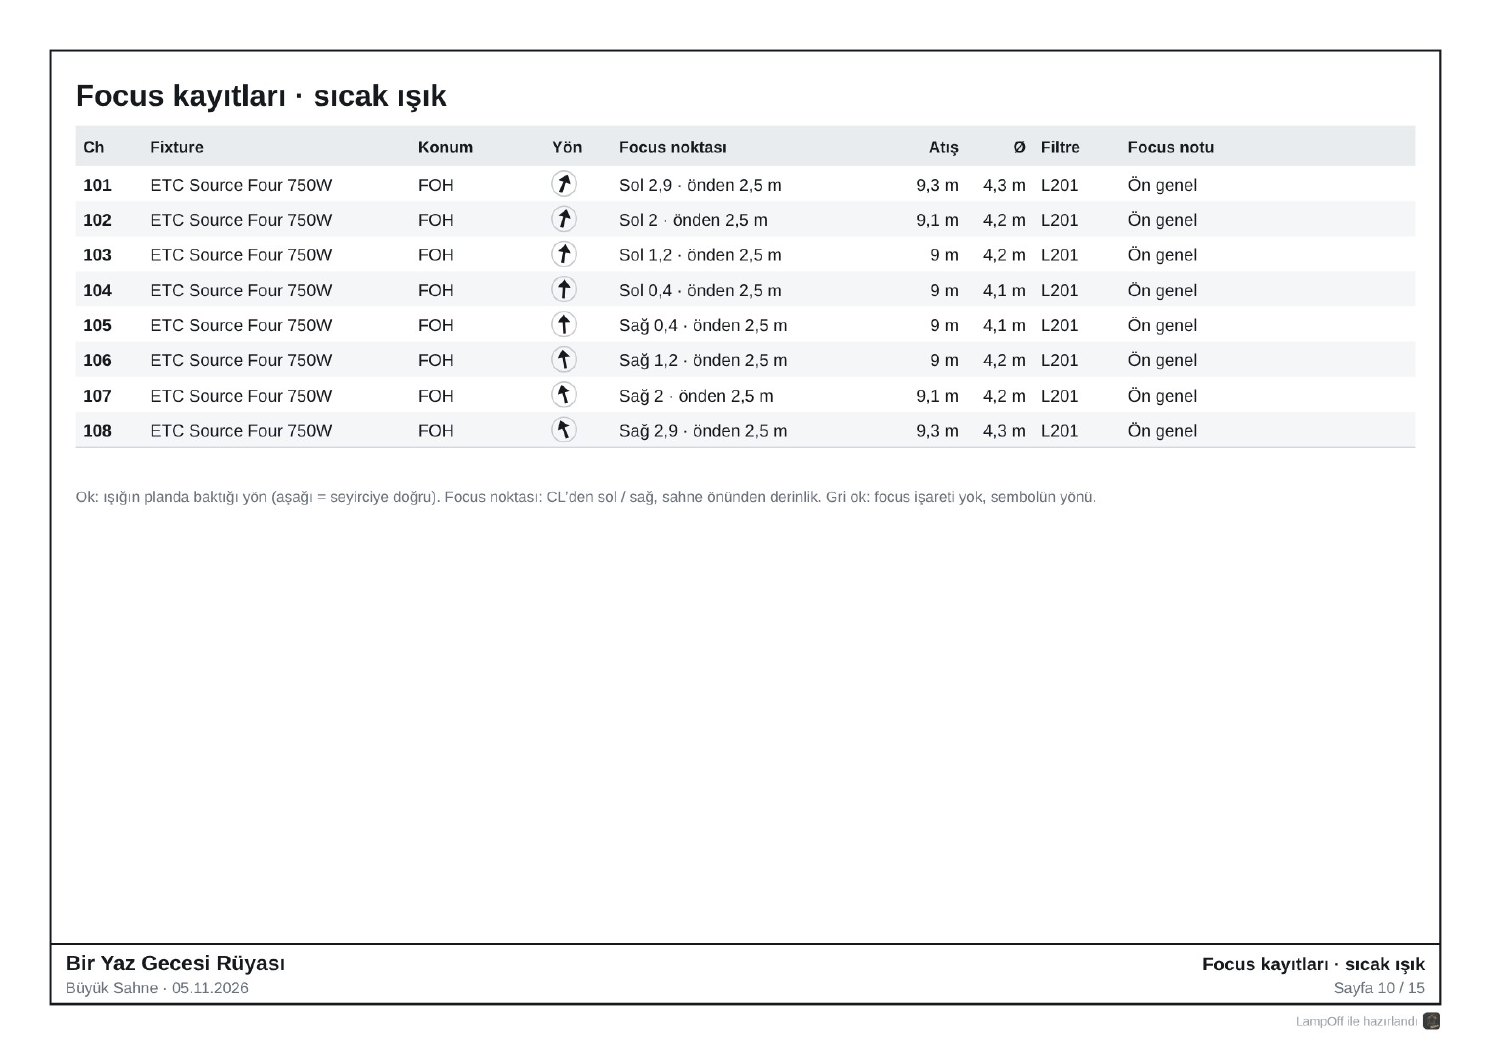 Focus kayıtları · sıcak ışık
Ch Fixture Konum Yön Focus noktası Atış Ø Filtre Focus notu
101 ETC Source Four 750W FOH Sol 2,9 · önden 2,5 m 9,3 m 4,3 m L201 Ön genel
102 ETC Source Four 750W FOH Sol 2 · önden 2,5 m 9,1 m 4,2 m L201 Ön genel
103 ETC Source Four 750W FOH Sol 1,2 · önden 2,5 m 9 m 4,2 m L201 Ön genel
104 ETC Source Four 750W FOH Sol 0,4 · önden 2,5 m 9 m 4,1 m L201 Ön genel
105 ETC Source Four 750W FOH Sağ 0,4 · önden 2,5 m 9 m 4,1 m L201 Ön genel
106 ETC Source Four 750W FOH Sağ 1,2 · önden 2,5 m 9 m 4,2 m L201 Ön genel
107 ETC Source Four 750W FOH Sağ 2 · önden 2,5 m 9,1 m 4,2 m L201 Ön genel
108 ETC Source Four 750W FOH Sağ 2,9 · önden 2,5 m 9,3 m 4,3 m L201 Ön genel
Ok: ışığın planda baktığı yön (aşağı = seyirciye doğru). Focus noktası: CL'den sol / sağ, sahne önünden derinlik. Gri ok: focus işareti yok, sembolün yönü.
Bir Yaz Gecesi Rüyası
Büyük Sahne · 05.11.2026
Focus kayıtları · sıcak ışık
Sayfa 10 / 15
LampOff ile hazırlandı